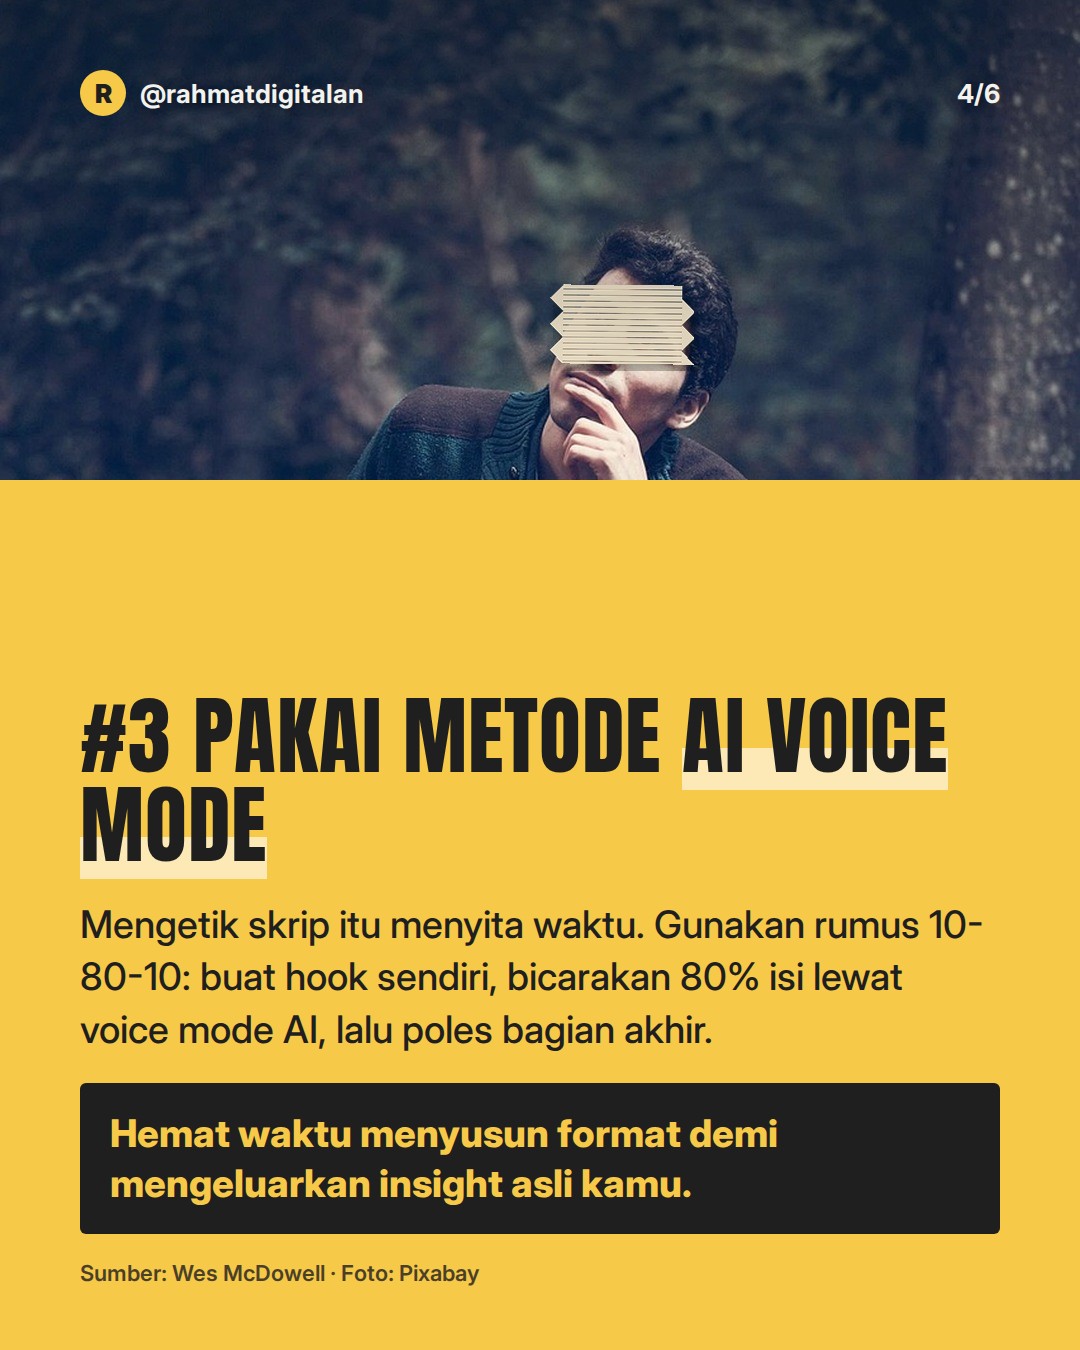 R @rahmatdigitalan 4/6
#3 PAKAI METODE AI VOICE
MODE
Mengetik skrip itu menyita waktu. Gunakan rumus 10-
80-10: buat hook sendiri, bicarakan 80% isi lewat
voice mode AI, lalu poles bagian akhir.
Hemat waktu menyusun format demi
mengeluarkan insight asli kamu.
Sumber: Wes McDowell · Foto: Pixabay